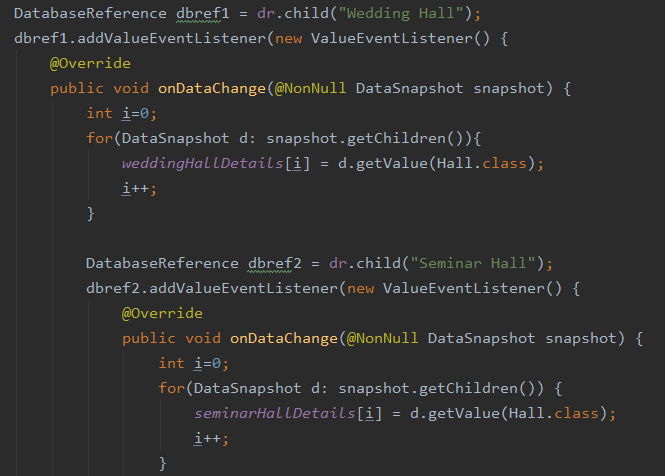 DatabaseReference dbref1 = dr.child("Wedding Hall");
dbref1.addValueEventListener(new ValueEventListener() {
@Override
public void onDataChange(@NonNull DataSnapshot snapshot) {
int i=0;
for(DataSnapshot d: snapshot.getChildren()){
weddingHallDetails[i] = d.getValue(Hall.class);
i++;
}
DatabaseReference dbref2 = dr.child("Seminar Hall");
dbref2.addValueEventListener(new ValueEventListener() {
@Override
public void onDataChange(@NonNull DataSnapshot snapshot) {
int i=0;
for(DataSnapshot d: snapshot.getChildren()) {
seminarHallDetails[i] = d.getValue(Hall.class);
i++;
}